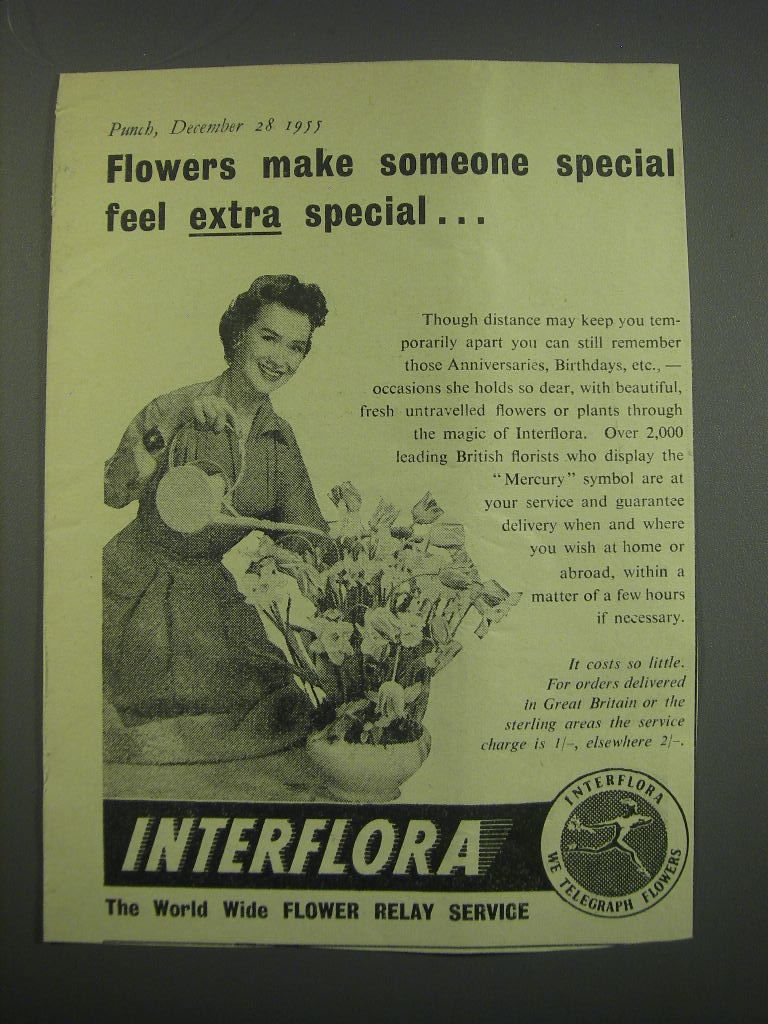 Punch, December 28 1955
Flowers make someone special
feel extra special...
Though distance may keep you tem-
porarily apart you can still remember
those Anniversaries, Birthdays, etc., —
occasions she holds so dear, with beautiful,
fresh untravelled flowers or plants through
the magic of Interflora. Over 2,000
leading British florists who display the
"Mercury" symbol are at
your service and guarantee
delivery when and where
you wish at home or
abroad, within a
matter of a few hours
if necessary.
It costs so little.
For orders delivered
in Great Britain or the
sterling areas the service
charge is 1/-, elsewhere 2/-.
INTERFLORA
The World Wide FLOWER RELAY SERVICE
INTERFLORA
WE TELEGRAPH FLOWERS